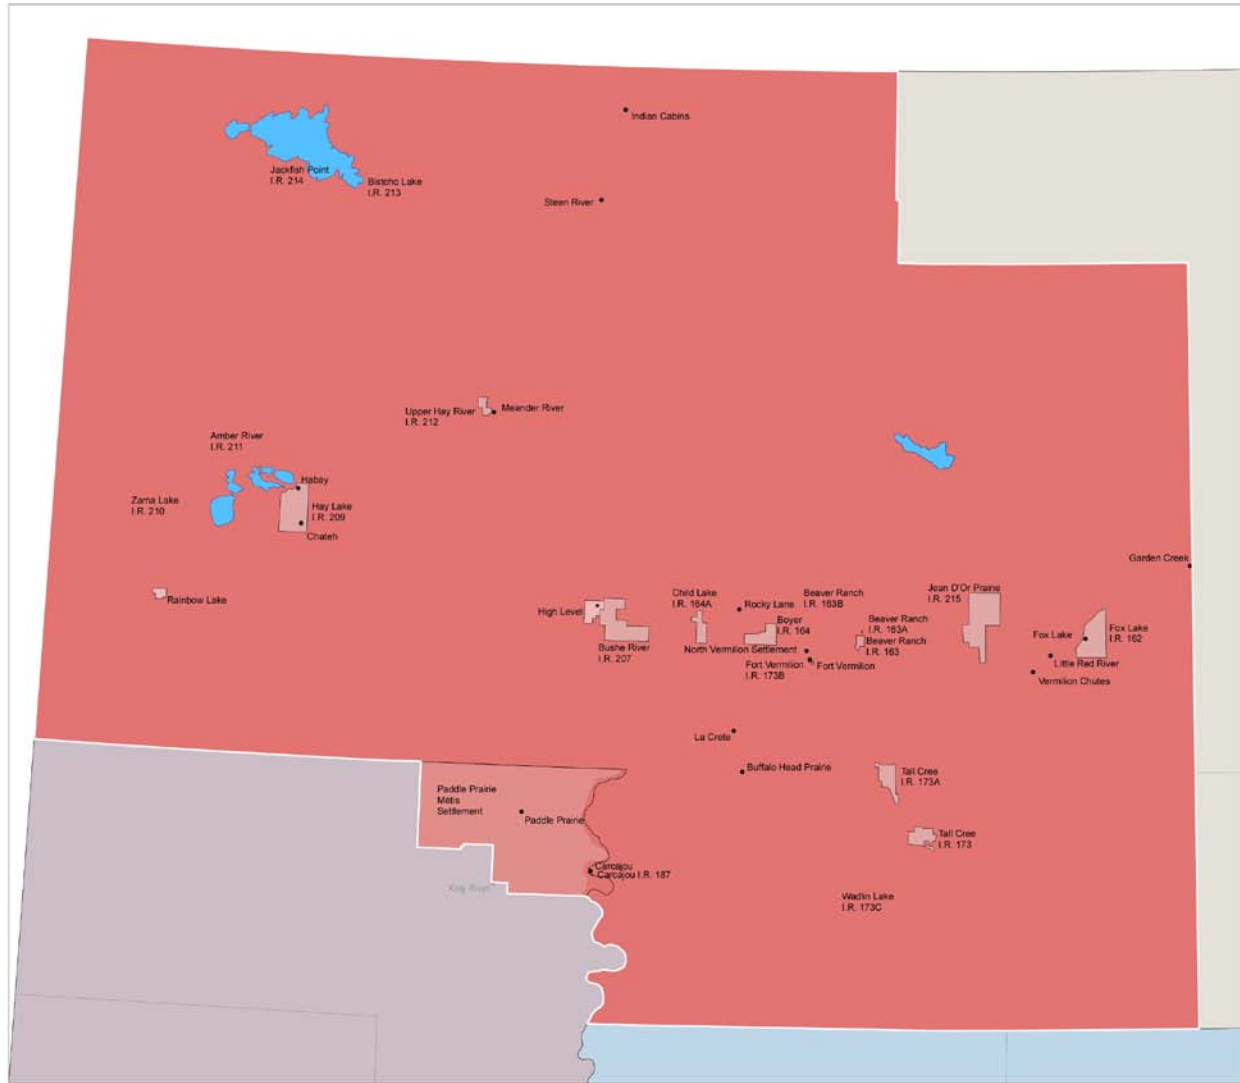 Indian Cabins
Jackfish Point
I.R. 214
Bistcho Lake
I.R. 213
Steen River
Upper Hay River
I.R. 212
Meander River
Amber River
I.R. 211
Habay
Zama Lake
I.R. 210
Hay Lake
I.R. 209
Chateh
Rainbow Lake
Garden Creek
High Level
Bushe River
I.R. 207
Child Lake
I.R. 164A
Rocky Lane
Boyer
I.R. 164
Beaver Ranch
I.R. 163B
Beaver Ranch
I.R. 163A
Beaver Ranch
I.R. 163
Jean D'Or Prairie
I.R. 215
Fox Lake
Fox Lake
I.R. 162
North Vermilion Settlement
Fort Vermilion
I.R. 173B
Fort Vermilion
Little Red River
Vermilion Chutes
La Crete
Buffalo Head Prairie
Tall Cree
I.R. 173A
Paddle Prairie
Métis
Settlement
Paddle Prairie
Tall Cree
I.R. 173
Carcajou
Carcajou I.R. 187
Keg River
Wadlin Lake
I.R. 173C